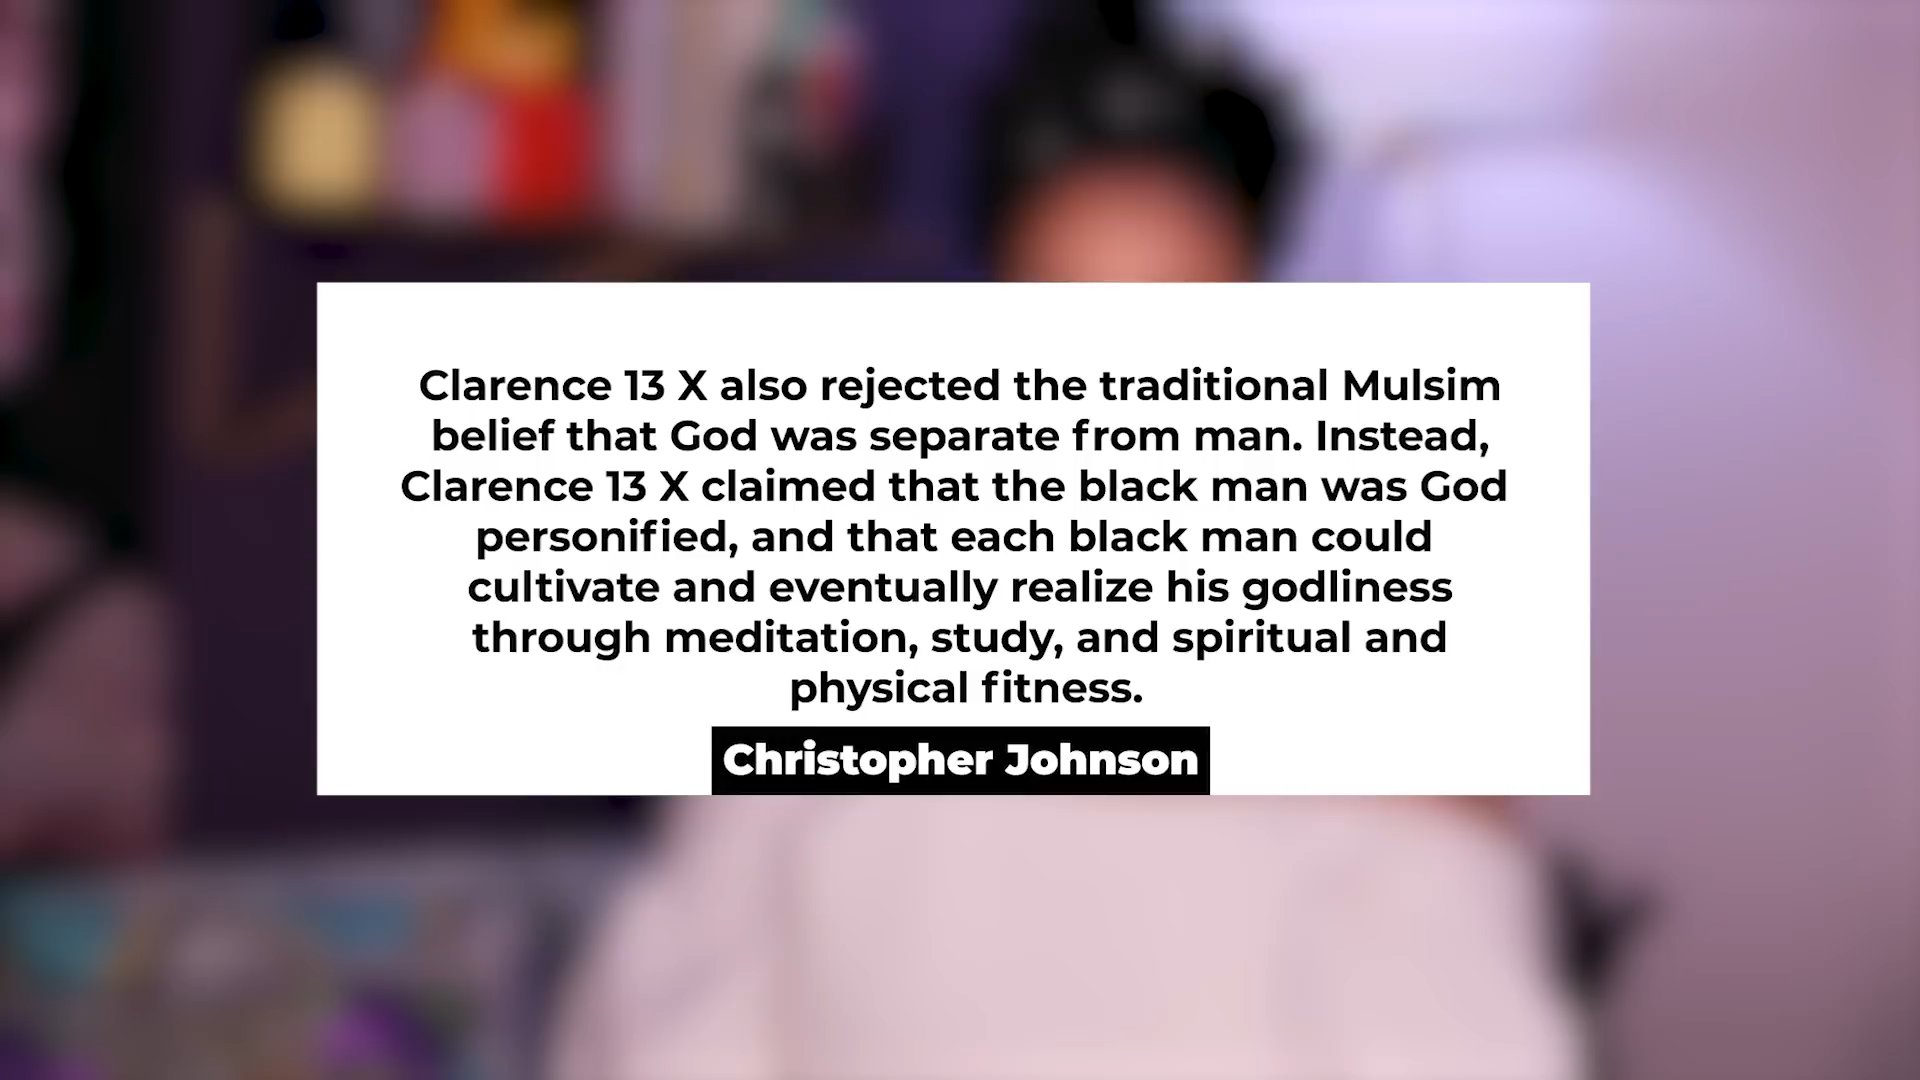 Clarence 13 X also rejected the traditional Mulsim
belief that God was separate from man. Instead,
Clarence 13 X claimed that the black man was God
personified, and that each black man could
cultivate and eventually realize his godliness
through meditation, study, and spiritual and
physical fitness.
Christopher Johnson